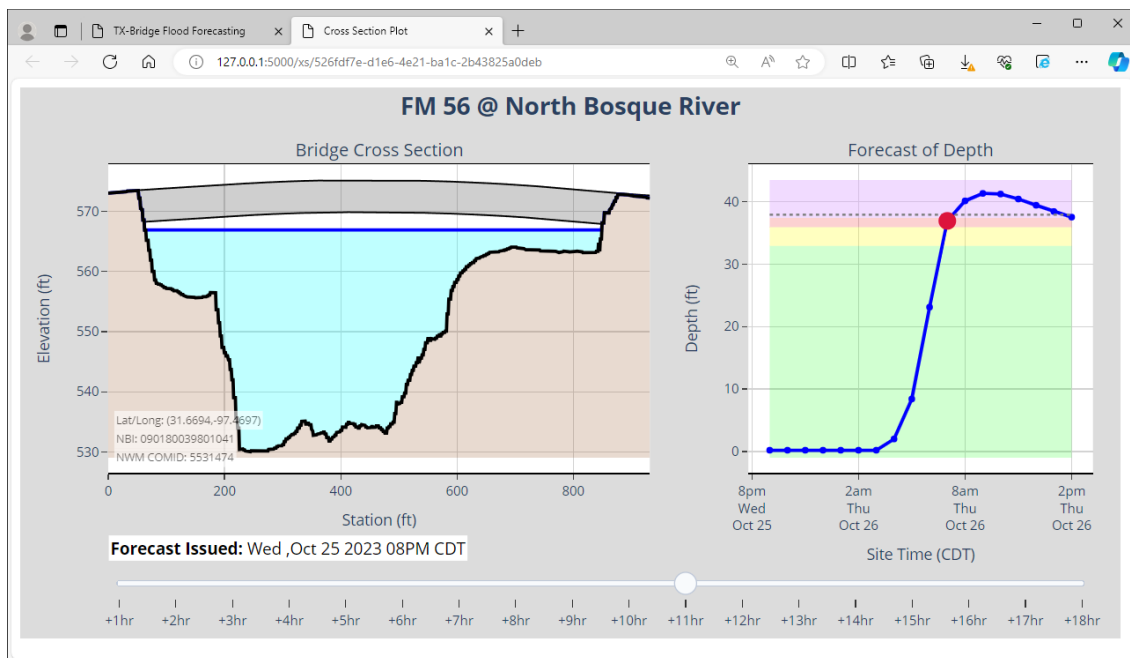 TX-Bridge Flood Forecasting
Cross Section Plot
127.0.0.1:5000/xs/526fdf7e-d1e6-4e21-ba1c-2b43825a0deb
FM 56 @ North Bosque River
Bridge Cross Section
Elevation (ft)
570
560
550
540
530
Lat/Long: (31.6694,-97.4697)
NBI: 090180039801041
NWM COMID: 5531474
0 200 400 600 800
Station (ft)
Forecast of Depth
Depth (ft)
40
30
20
10
0
8pm 2am 8am 2pm
Wed Thu Thu Thu
Oct 25 Oct 26 Oct 26 Oct 26
Site Time (CDT)
Forecast Issued: Wed ,Oct 25 2023 08PM CDT
+1hr +2hr +3hr +4hr +5hr +6hr +7hr +8hr +9hr +10hr +11hr +12hr +13hr +14hr +15hr +16hr +17hr +18hr